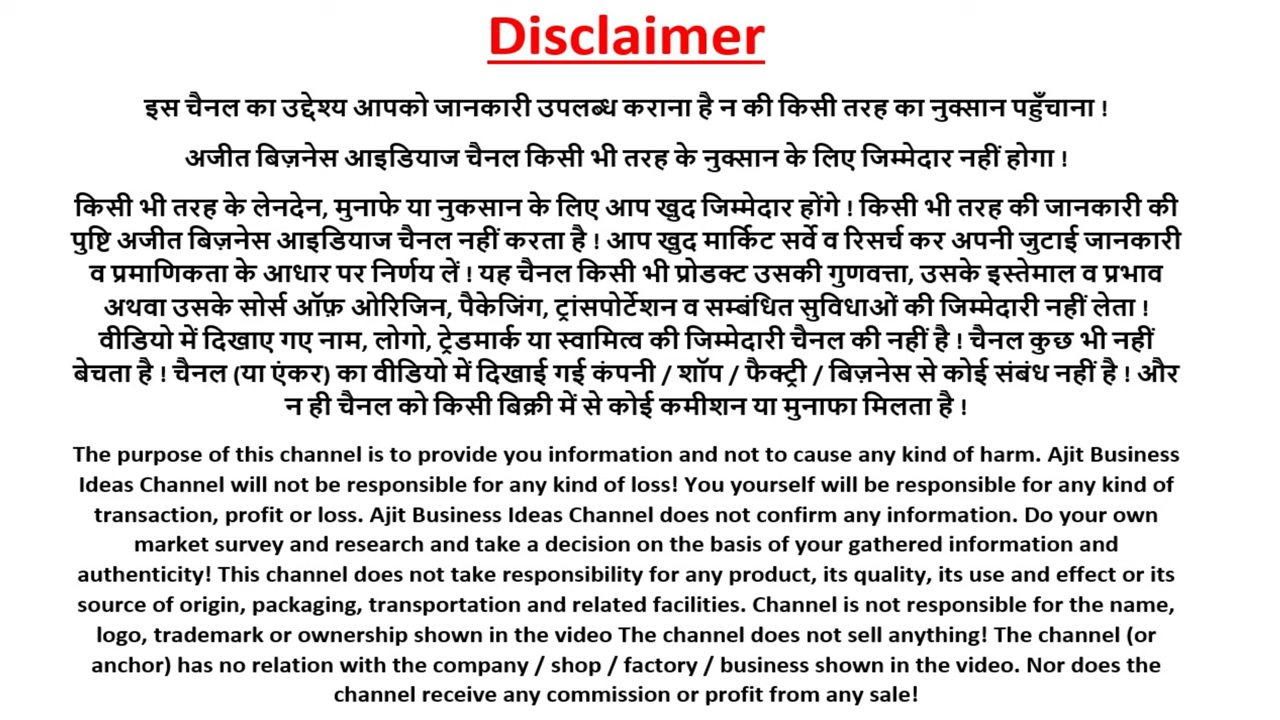 Disclaimer
इस चैनल का उद्देश्य आपको जानकारी उपलब्ध कराना है न की किसी तरह का नुक्सान पहुँचाना !
अजीत बिज़नेस आइडियाज चैनल किसी भी तरह के नुक्सान के लिए जिम्मेदार नहीं होगा !
किसी भी तरह के लेनदेन, मुनाफे या नुकसान के लिए आप खुद जिम्मेदार होंगे ! किसी भी तरह की जानकारी की
पुष्टि अजीत बिज़नेस आइडियाज चैनल नहीं करता है ! आप खुद मार्किट सर्वे व रिसर्च कर अपनी जुटाई जानकारी
व प्रमाणिकता के आधार पर निर्णय लें ! यह चैनल किसी भी प्रोडक्ट उसकी गुणवत्ता, उसके इस्तेमाल व प्रभाव
अथवा उसके सोर्स ऑफ़ ओरिजिन, पैकेजिंग, ट्रांसपोर्टेशन व सम्बंधित सुविधाओं की जिम्मेदारी नहीं लेता !
वीडियो में दिखाए गए नाम, लोगो, ट्रेडमार्क या स्वामित्व की जिम्मेदारी चैनल की नहीं है ! चैनल कुछ भी नहीं
बेचता है ! चैनल (या एंकर) का वीडियो में दिखाई गई कंपनी / शॉप / फैक्ट्री / बिज़नेस से कोई संबंध नहीं है ! और
न ही चैनल को किसी बिक्री में से कोई कमीशन या मुनाफा मिलता है !
The purpose of this channel is to provide you information and not to cause any kind of harm. Ajit Business
Ideas Channel will not be responsible for any kind of loss! You yourself will be responsible for any kind of
transaction, profit or loss. Ajit Business Ideas Channel does not confirm any information. Do your own
market survey and research and take a decision on the basis of your gathered information and
authenticity! This channel does not take responsibility for any product, its quality, its use and effect or its
source of origin, packaging, transportation and related facilities. Channel is not responsible for the name,
logo, trademark or ownership shown in the video The channel does not sell anything! The channel (or
anchor) has no relation with the company / shop / factory / business shown in the video. Nor does the
channel receive any commission or profit from any sale!